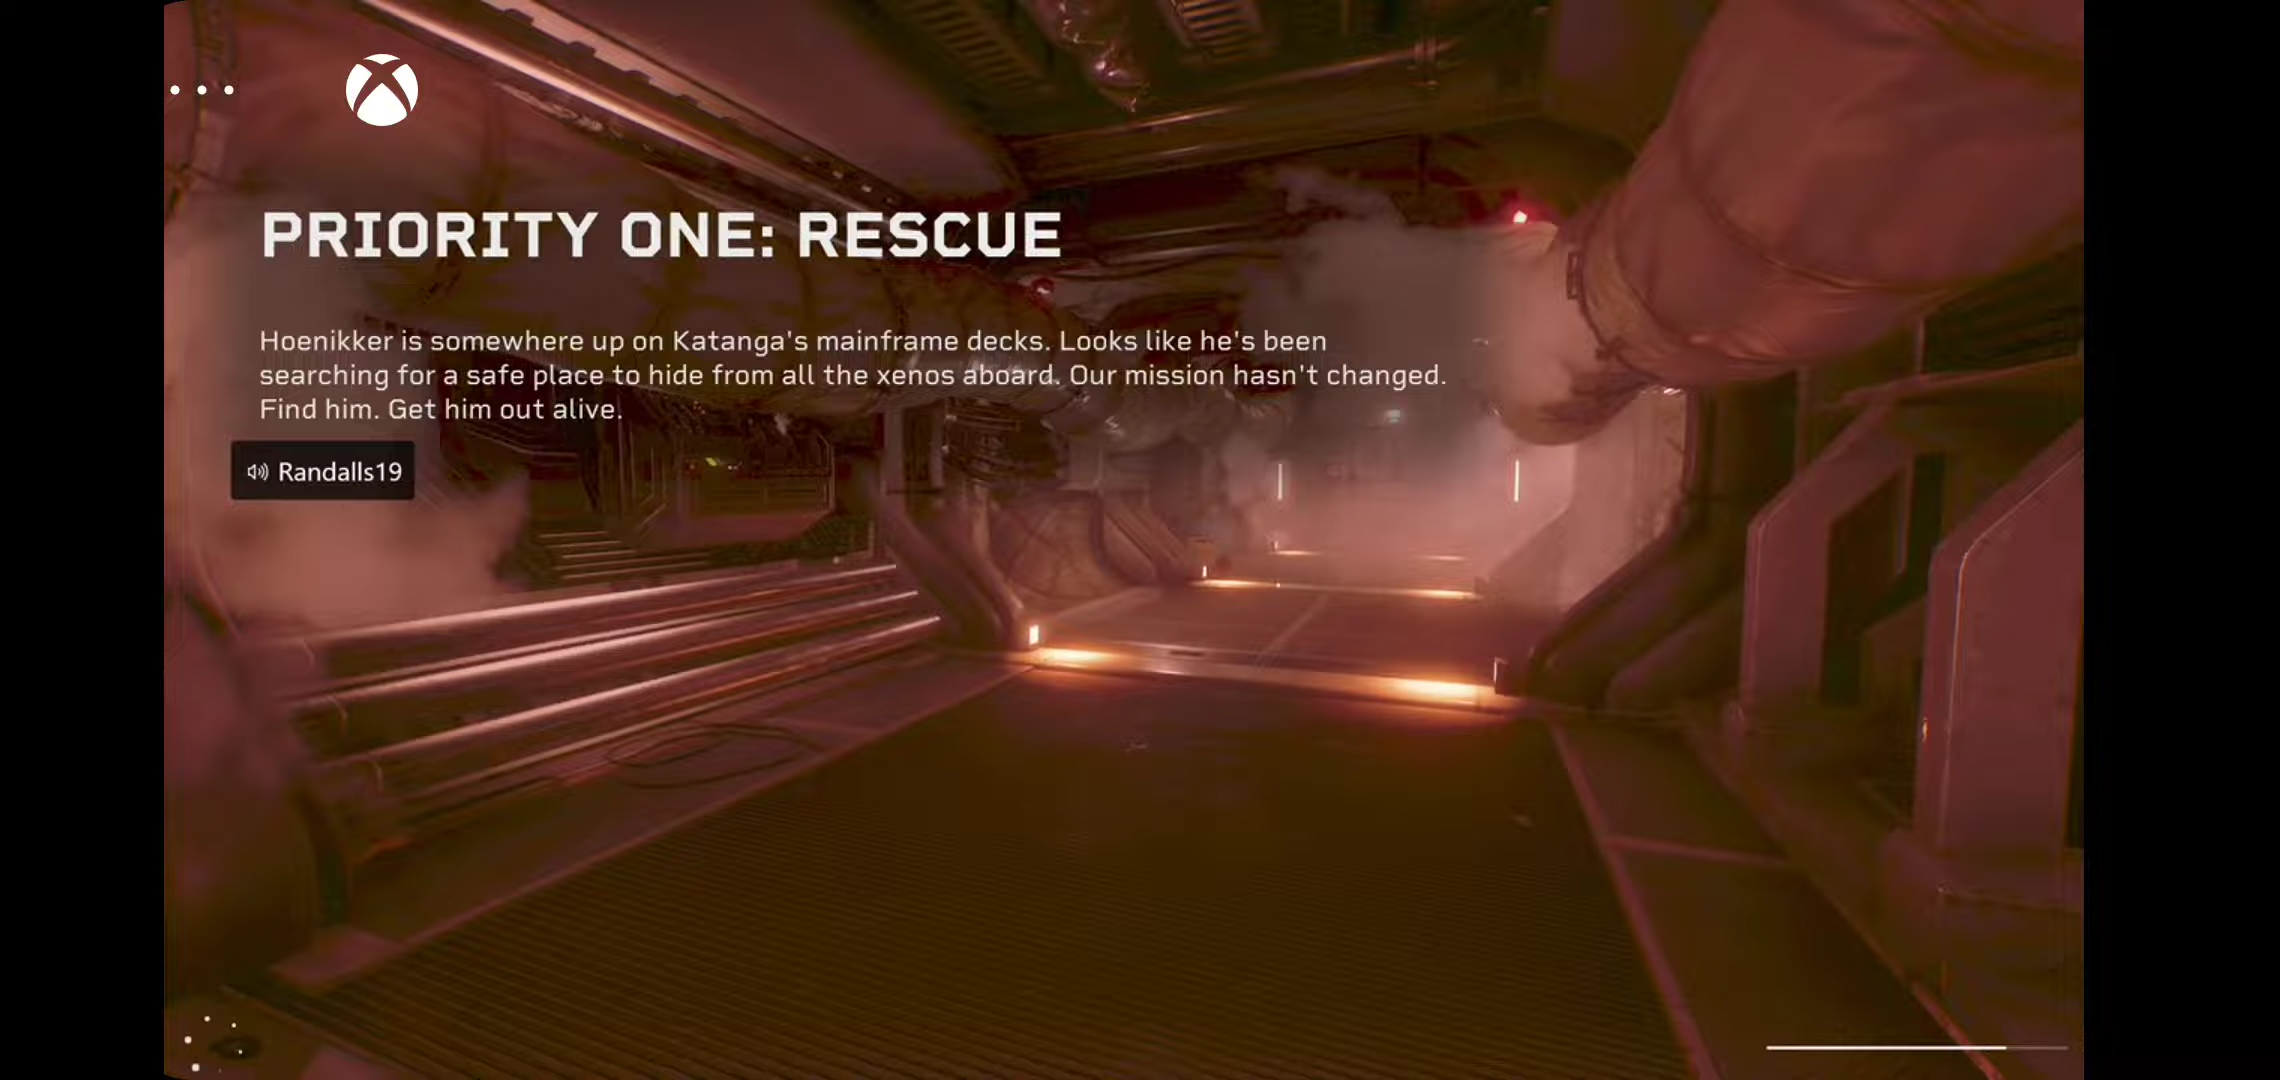 PRIORITY ONE: RESCUE
Hoenikker is somewhere up on Katanga's mainframe decks. Looks like he's been
searching for a safe place to hide from all the xenos aboard. Our mission hasn't changed.
Find him. Get him out alive.
Randalls19